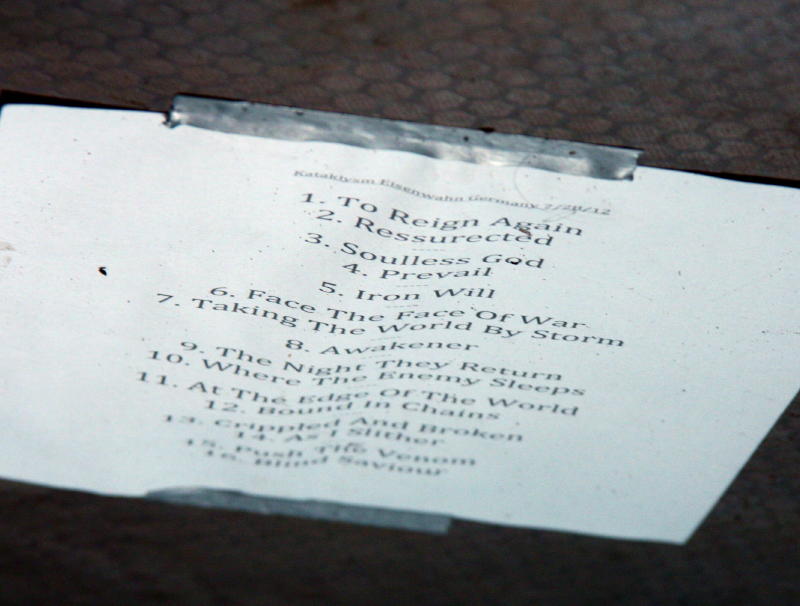 Kataklysm Eisenwahn Germany 7/28/12
1. To Reign Again
2. Ressurected
3. Soulless God
4. Prevail
5. Iron Will
6. Face The Face Of War
7. Taking The World By Storm
8. Awakener
9. The Night They Return
10. Where The Enemy Sleeps
11. At The Edge Of The World
12. Bound In Chains
13. Crippled And Broken
14. As I Slither
15. Push The Venom
16. Blind Saviour